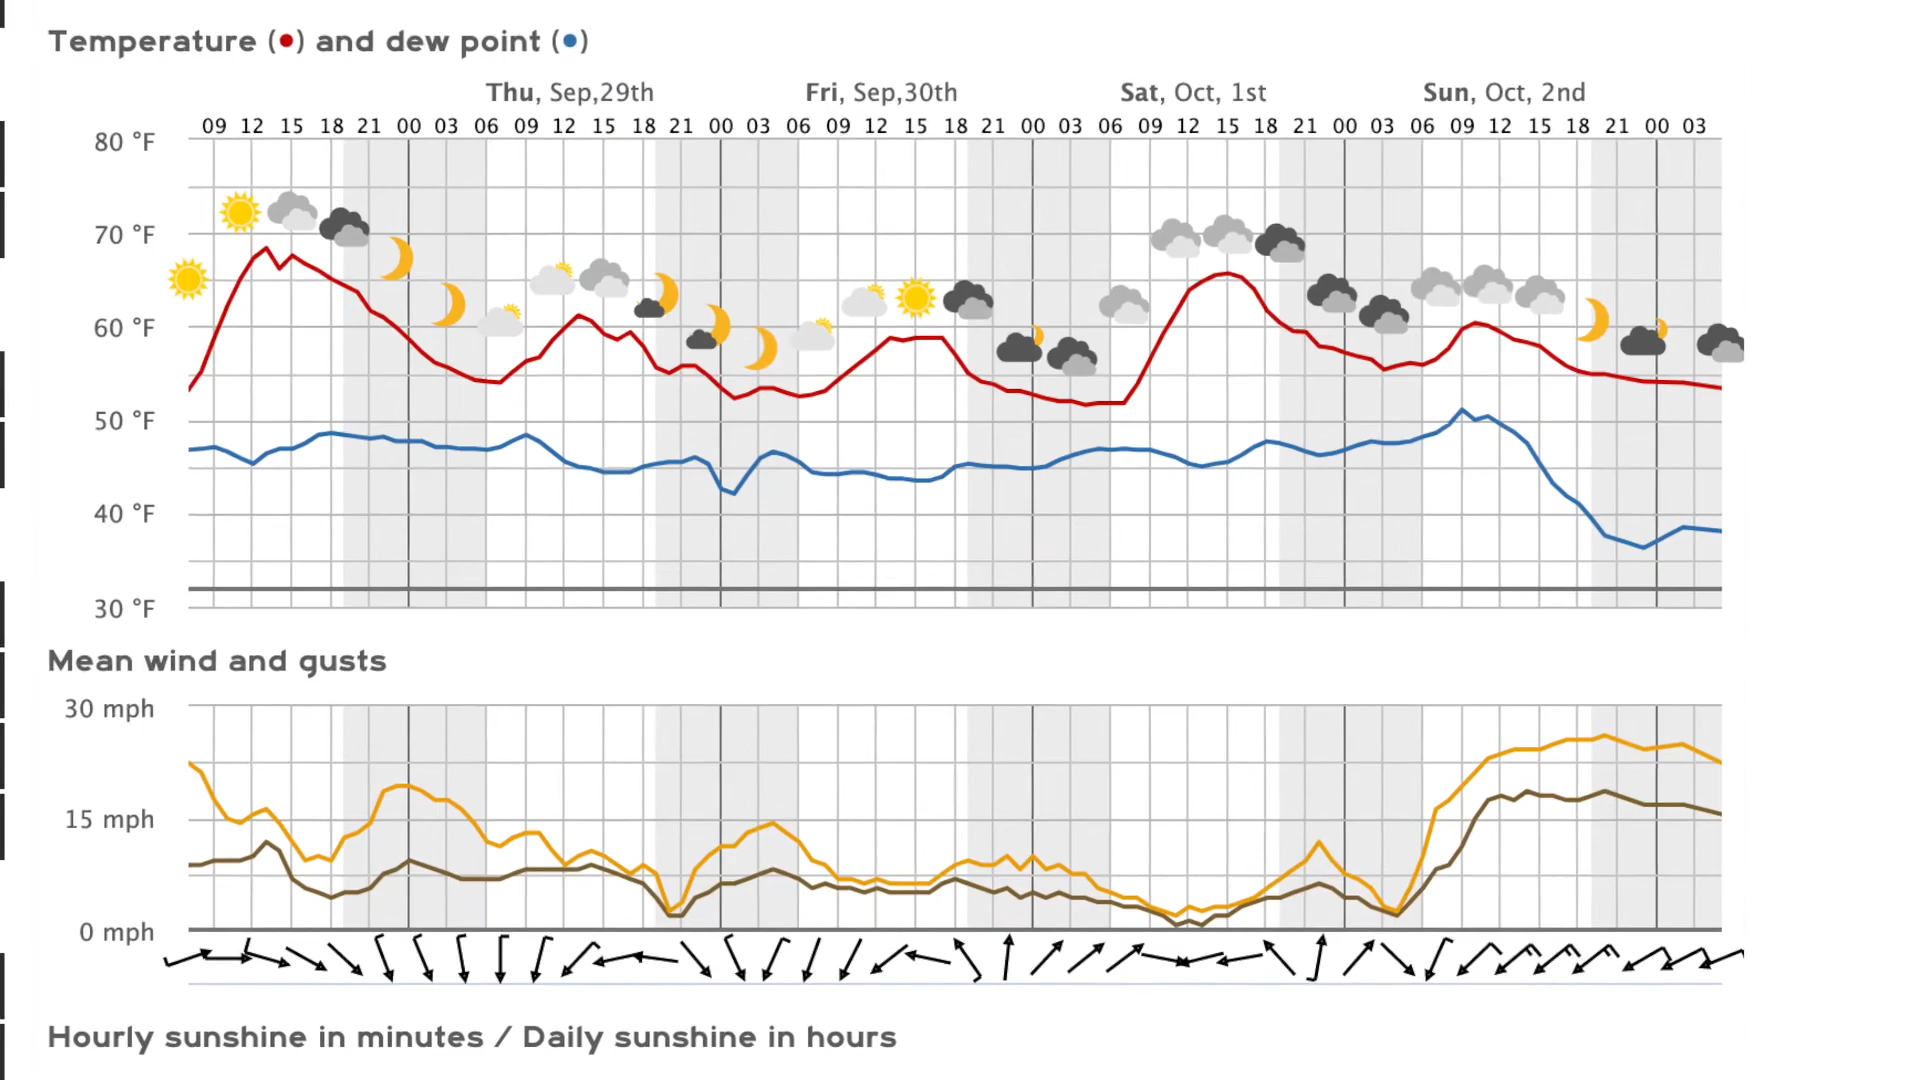 Temperature (●) and dew point (●)
Thu, Sep,29th Fri, Sep,30th Sat, Oct, 1st Sun, Oct, 2nd
09 12 15 18 21 00 03 06 09 12 15 18 21 00 03 06 09 12 15 18 21 00 03 06 09 12 15 18 21 00 03 06 09 12 15 18 21 00 03
80 °F
70 °F
60 °F
50 °F
40 °F
30 °F
Mean wind and gusts
30 mph
15 mph
0 mph
Hourly sunshine in minutes / Daily sunshine in hours